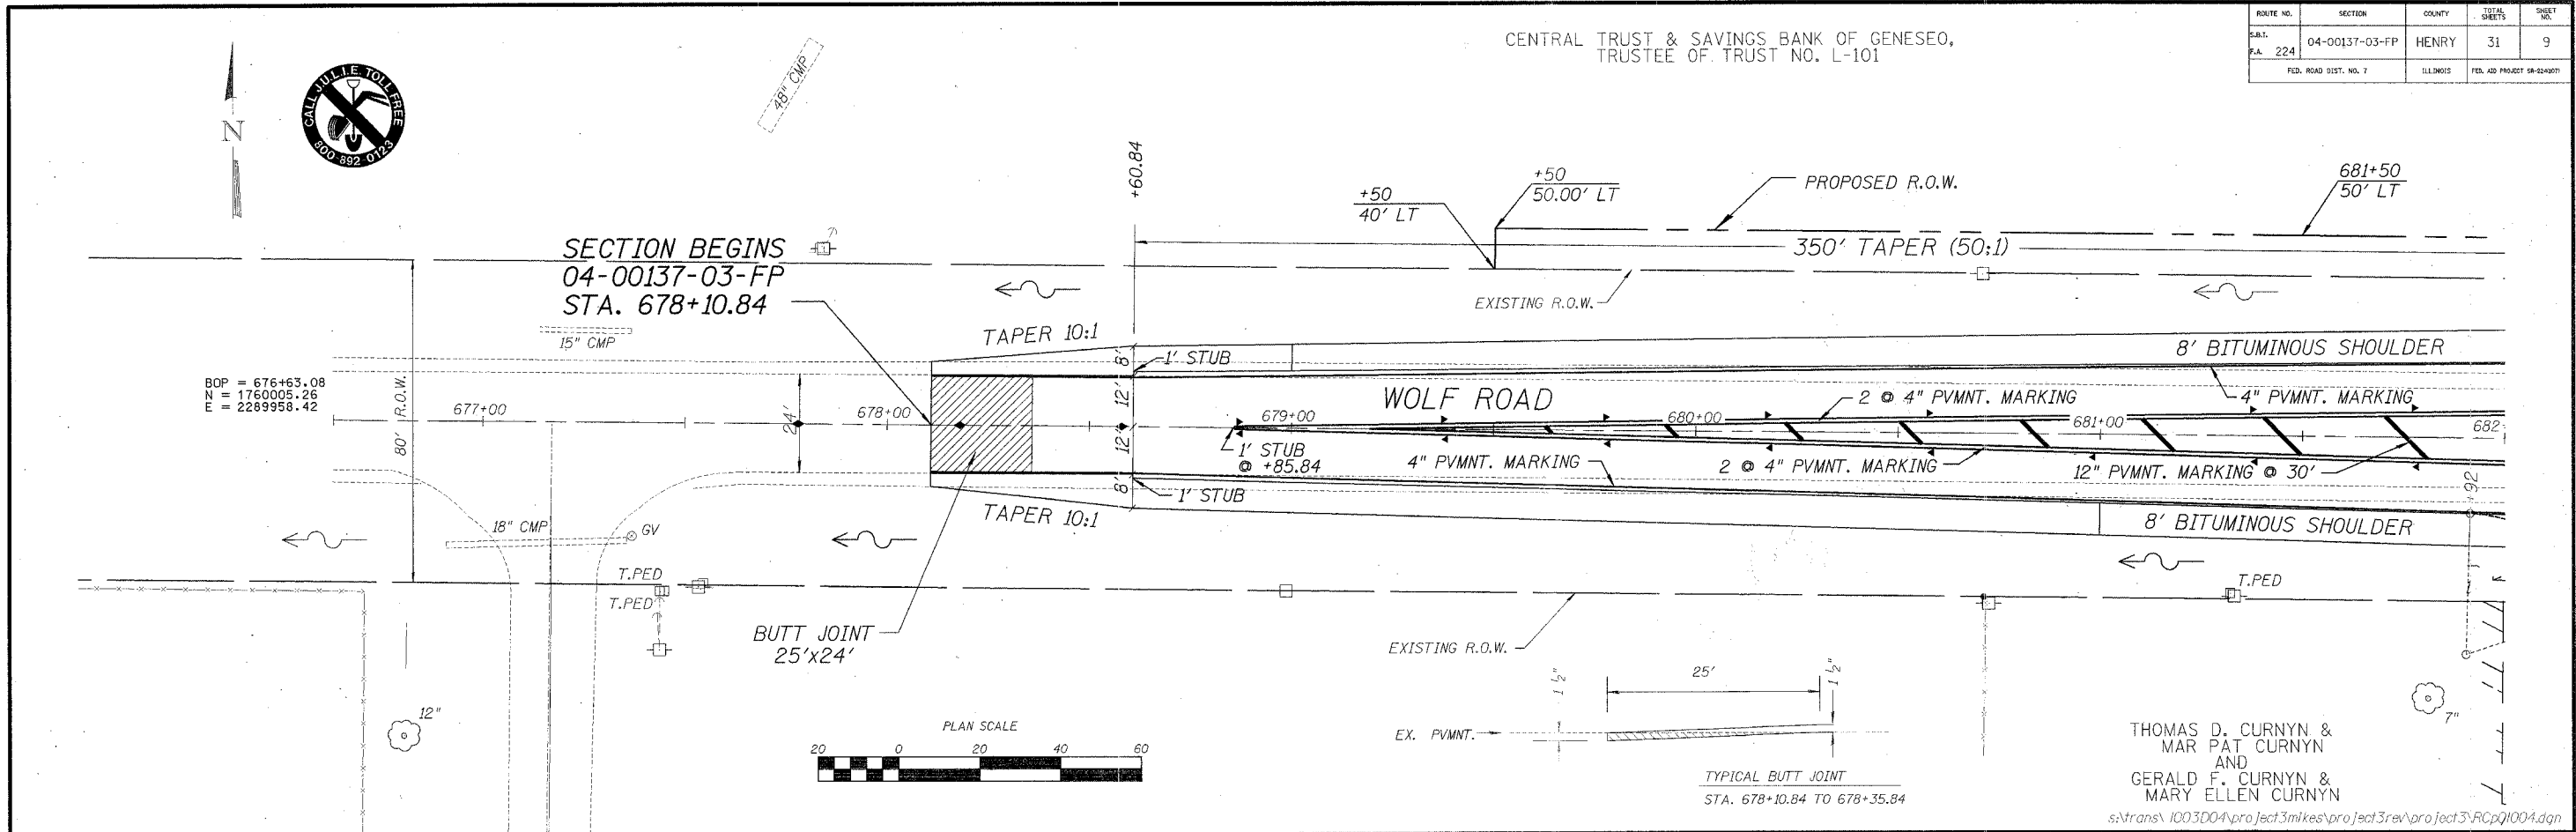 ROUTE NO.
SECTION
COUNTY
TOTAL SHEETS
SHEET NO.
S.B.I.
F.A. 224
04-00137-03-FP
HENRY
31
9
FED. ROAD DIST. NO. 7
ILLINOIS
CENTRAL TRUST & SAVINGS BANK OF GENESEO,
TRUSTEE OF TRUST NO. L-101
CALL J.U.L.I.E. TOLL FREE
800-892-0123
N
48" CMP
+60.84
+50
40' LT
+50
50.00' LT
PROPOSED R.O.W.
681+50
50' LT
350' TAPER (50:1)
SECTION BEGINS
04-00137-03-FP
STA. 678+10.84
EXISTING R.O.W.
15" CMP
TAPER 10:1
1' STUB
8'
12'
12'
8'
8' BITUMINOUS SHOULDER
BOP = 676+63.08
N = 1760005.26
E = 2289958.42
80' R.O.W.
677+00
24'
678+00
WOLF ROAD
679+00
680+00
2 @ 4" PVMNT. MARKING
4" PVMNT. MARKING
681+00
682
1' STUB
@ +85.84
4" PVMNT. MARKING
2 @ 4" PVMNT. MARKING
12" PVMNT. MARKING @ 30'
+92
1' STUB
TAPER 10:1
8' BITUMINOUS SHOULDER
18" CMP
GV
T.PED
T.PED
T.PED
BUTT JOINT
25'x24'
EXISTING R.O.W.
12"
PLAN SCALE
20 0 20 40 60
1 1/2"
25'
1 1/2"
EX. PVMNT.
TYPICAL BUTT JOINT
STA. 678+10.84 TO 678+35.84
7"
THOMAS D. CURNYN &
MAR PAT CURNYN
AND
GERALD F. CURNYN &
MARY ELLEN CURNYN